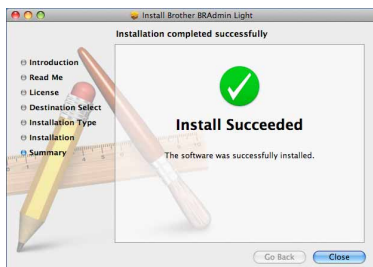 Install Brother BRAdmin Light
Installation completed successfully
Introduction
Read Me
License
Destination Select
Installation Type
Installation
Summary
Install Succeeded
The software was successfully installed.
Go Back
Close